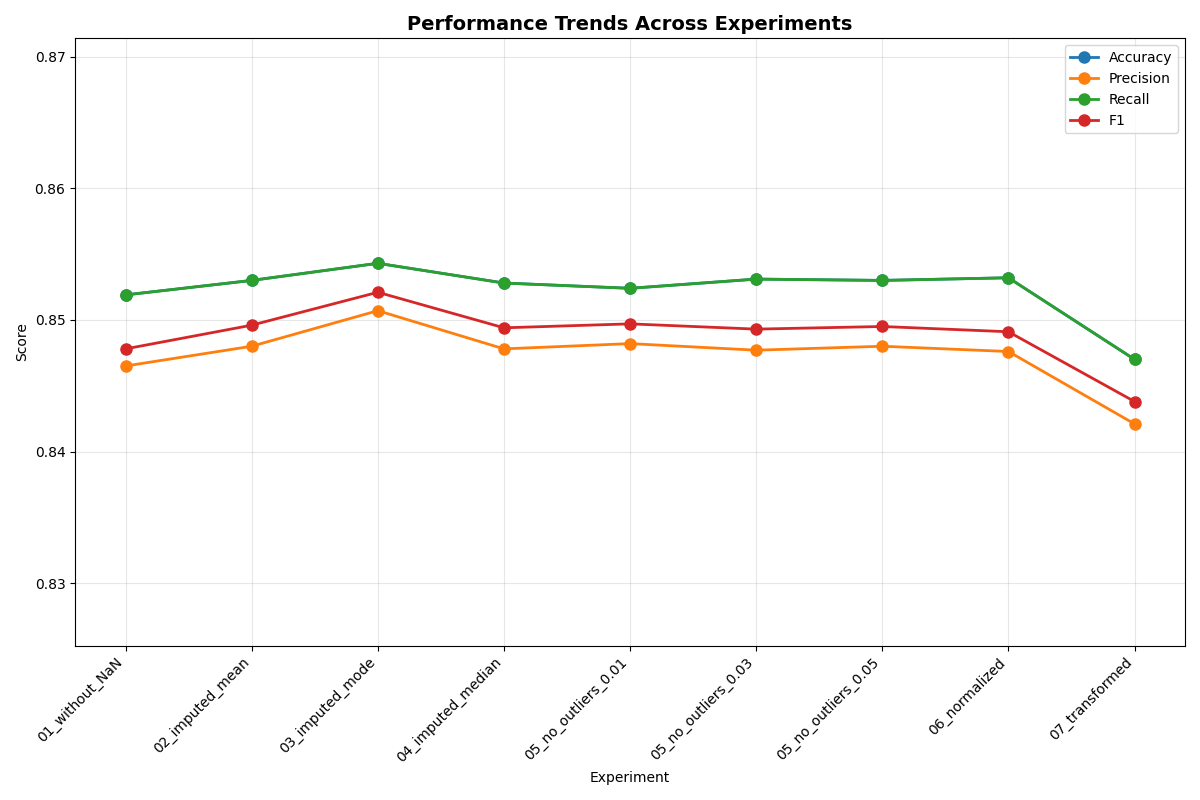 Performance Trends Across Experiments
Accuracy
Precision
Recall
F1
Score
0.87
0.86
0.85
0.84
0.83
01_without_NaN
02_imputed_mean
03_imputed_mode
04_imputed_median
05_no_outliers_0.01
05_no_outliers_0.03
05_no_outliers_0.05
06_normalized
07_transformed
Experiment